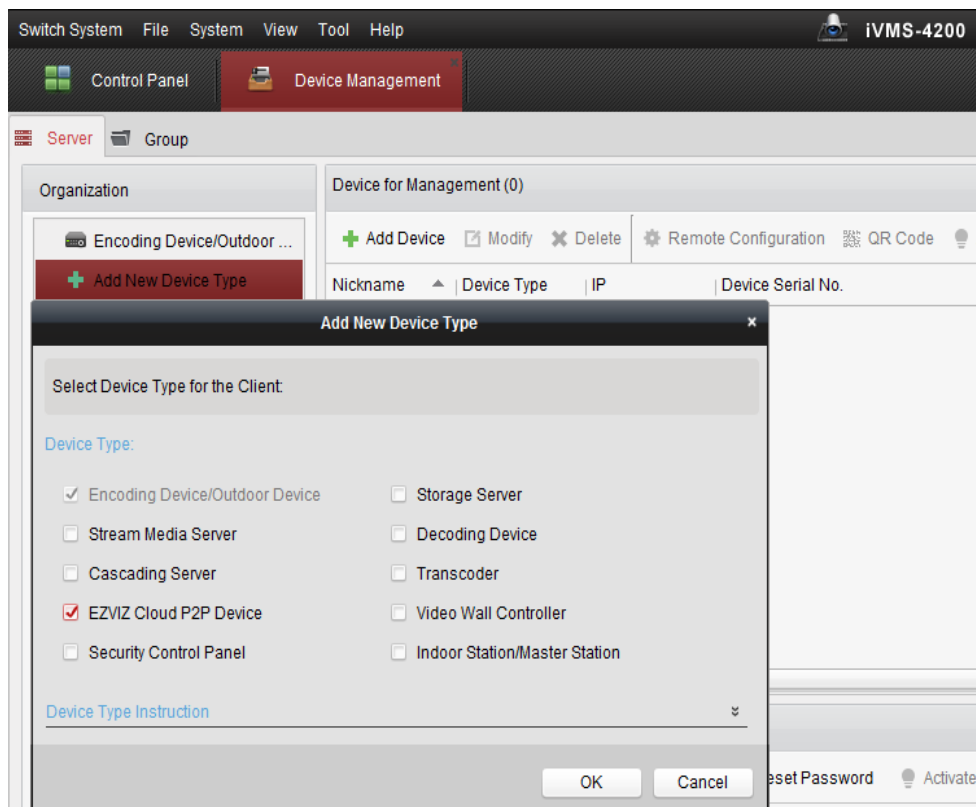 Switch System File System View Tool Help iVMS-4200
Control Panel Device Management
Server Group
Organization
Device for Management (0)
Encoding Device/Outdoor ...
Add Device Modify Delete Remote Configuration QR Code
Add New Device Type
Nickname Device Type IP Device Serial No.
Add New Device Type
Select Device Type for the Client:
Device Type:
Encoding Device/Outdoor Device Storage Server
Stream Media Server Decoding Device
Cascading Server Transcoder
EZVIZ Cloud P2P Device Video Wall Controller
Security Control Panel Indoor Station/Master Station
Device Type Instruction
OK Cancel
eset Password Activate